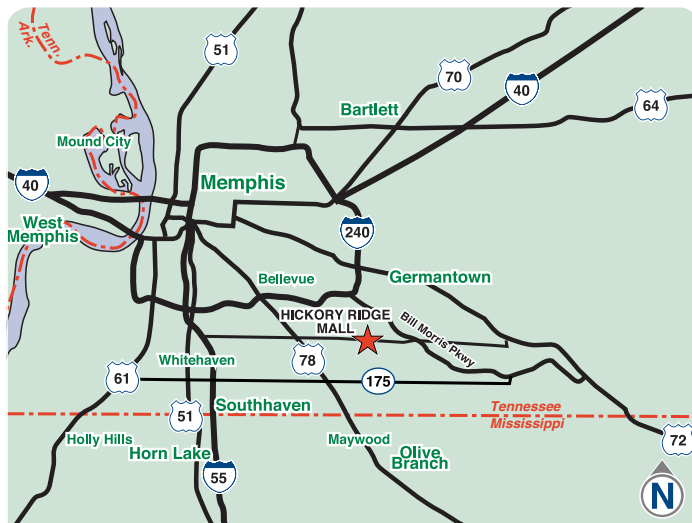 Tenn.
Ark.
51
70
40
64
Bartlett
Mound City
40
Memphis
West
Memphis
240
Bellevue
Germantown
HICKORY RIDGE
MALL
Bill Morris Pkwy
Whitehaven
78
61
175
51
Southhaven
Tennessee
Mississippi
Holly Hills
Horn Lake
Maywood
Olive
Branch
72
55
N